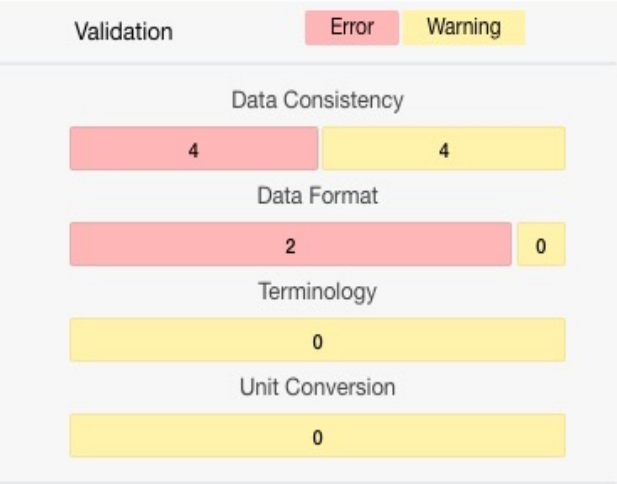 Validation Error Warning
Data Consistency
4 4
Data Format
2 0
Terminology
0
Unit Conversion
0